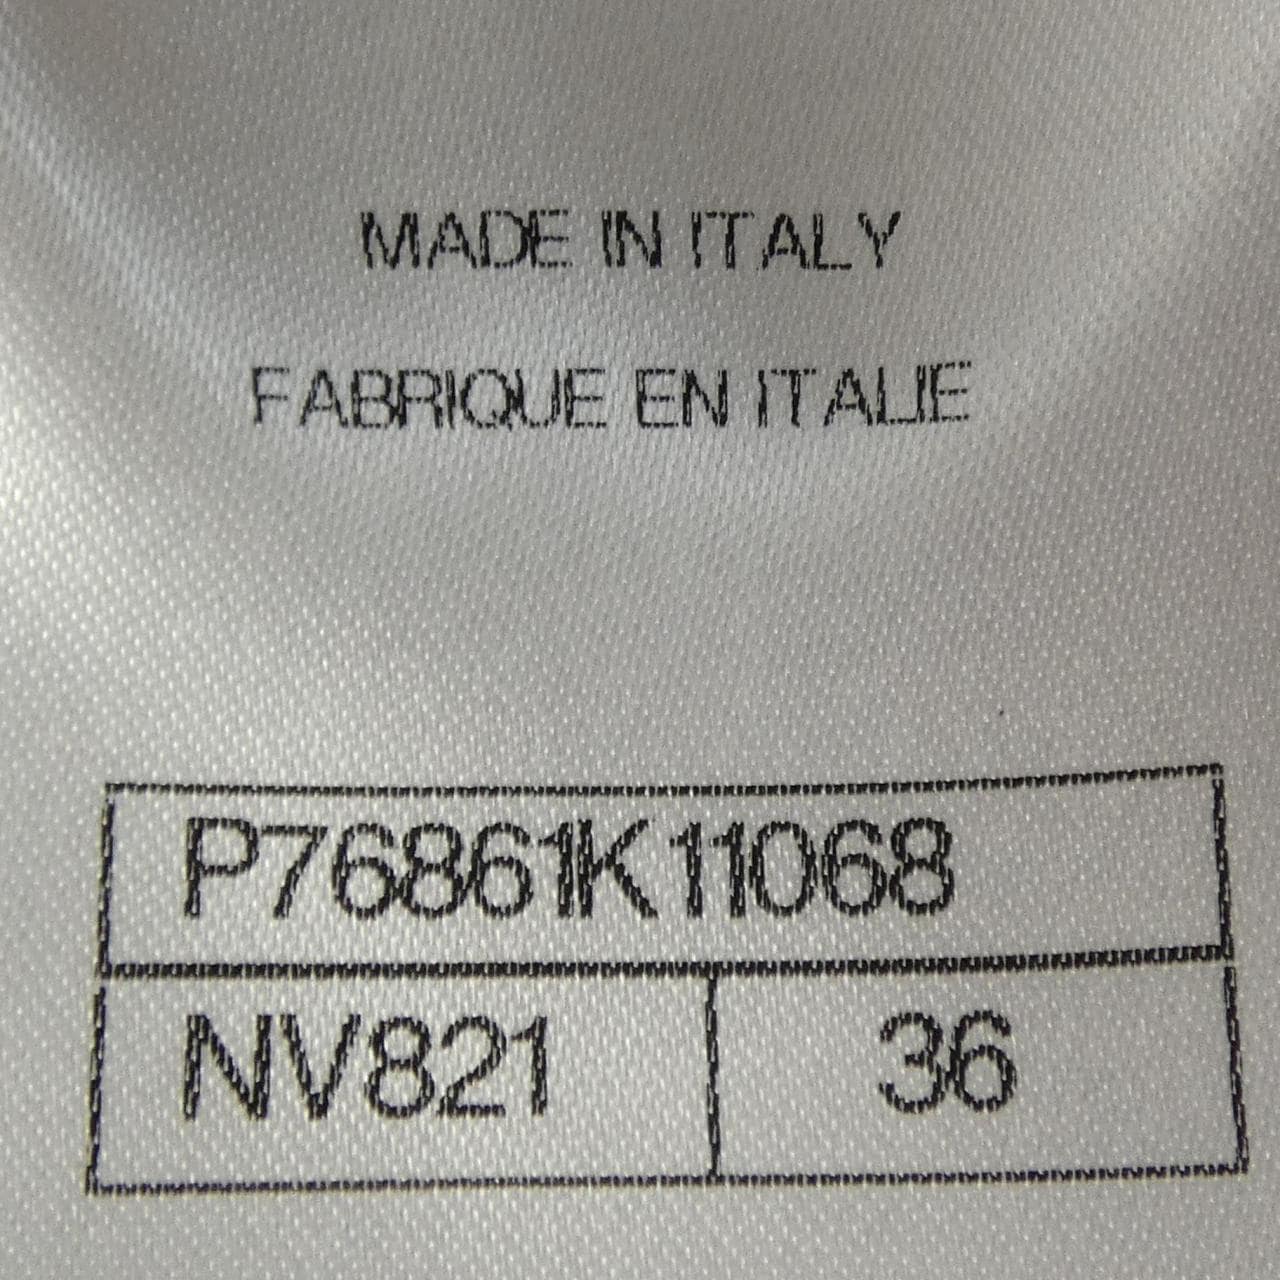 MADE IN ITALY
FABRIQUE EN ITALIE
P76861K11068
NV821 36